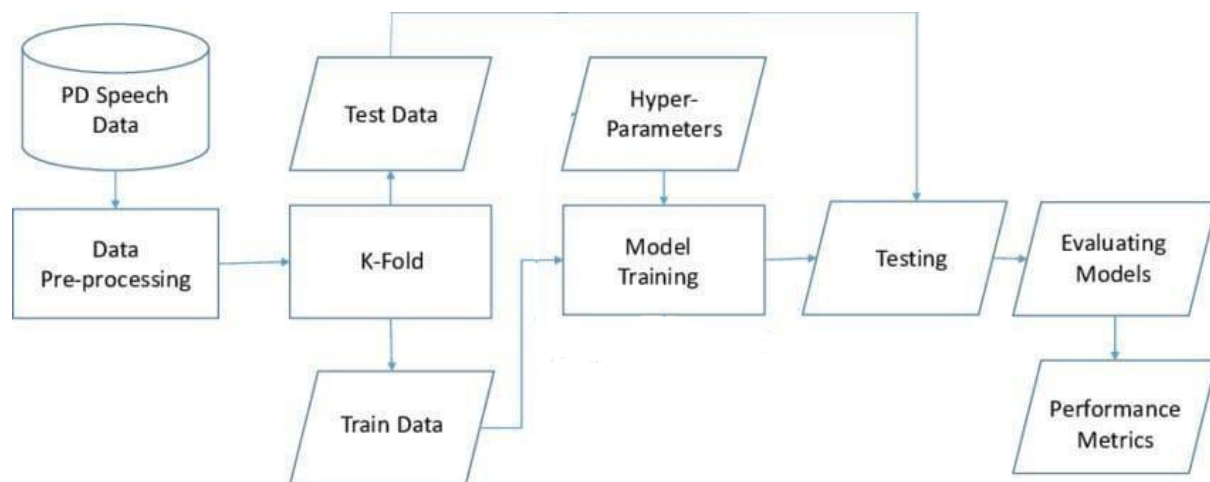 PD Speech
Data
Test Data
Hyper-
Parameters
Data
Pre-processing
K-Fold
Model
Training
Testing
Evaluating
Models
Train Data
Performance
Metrics